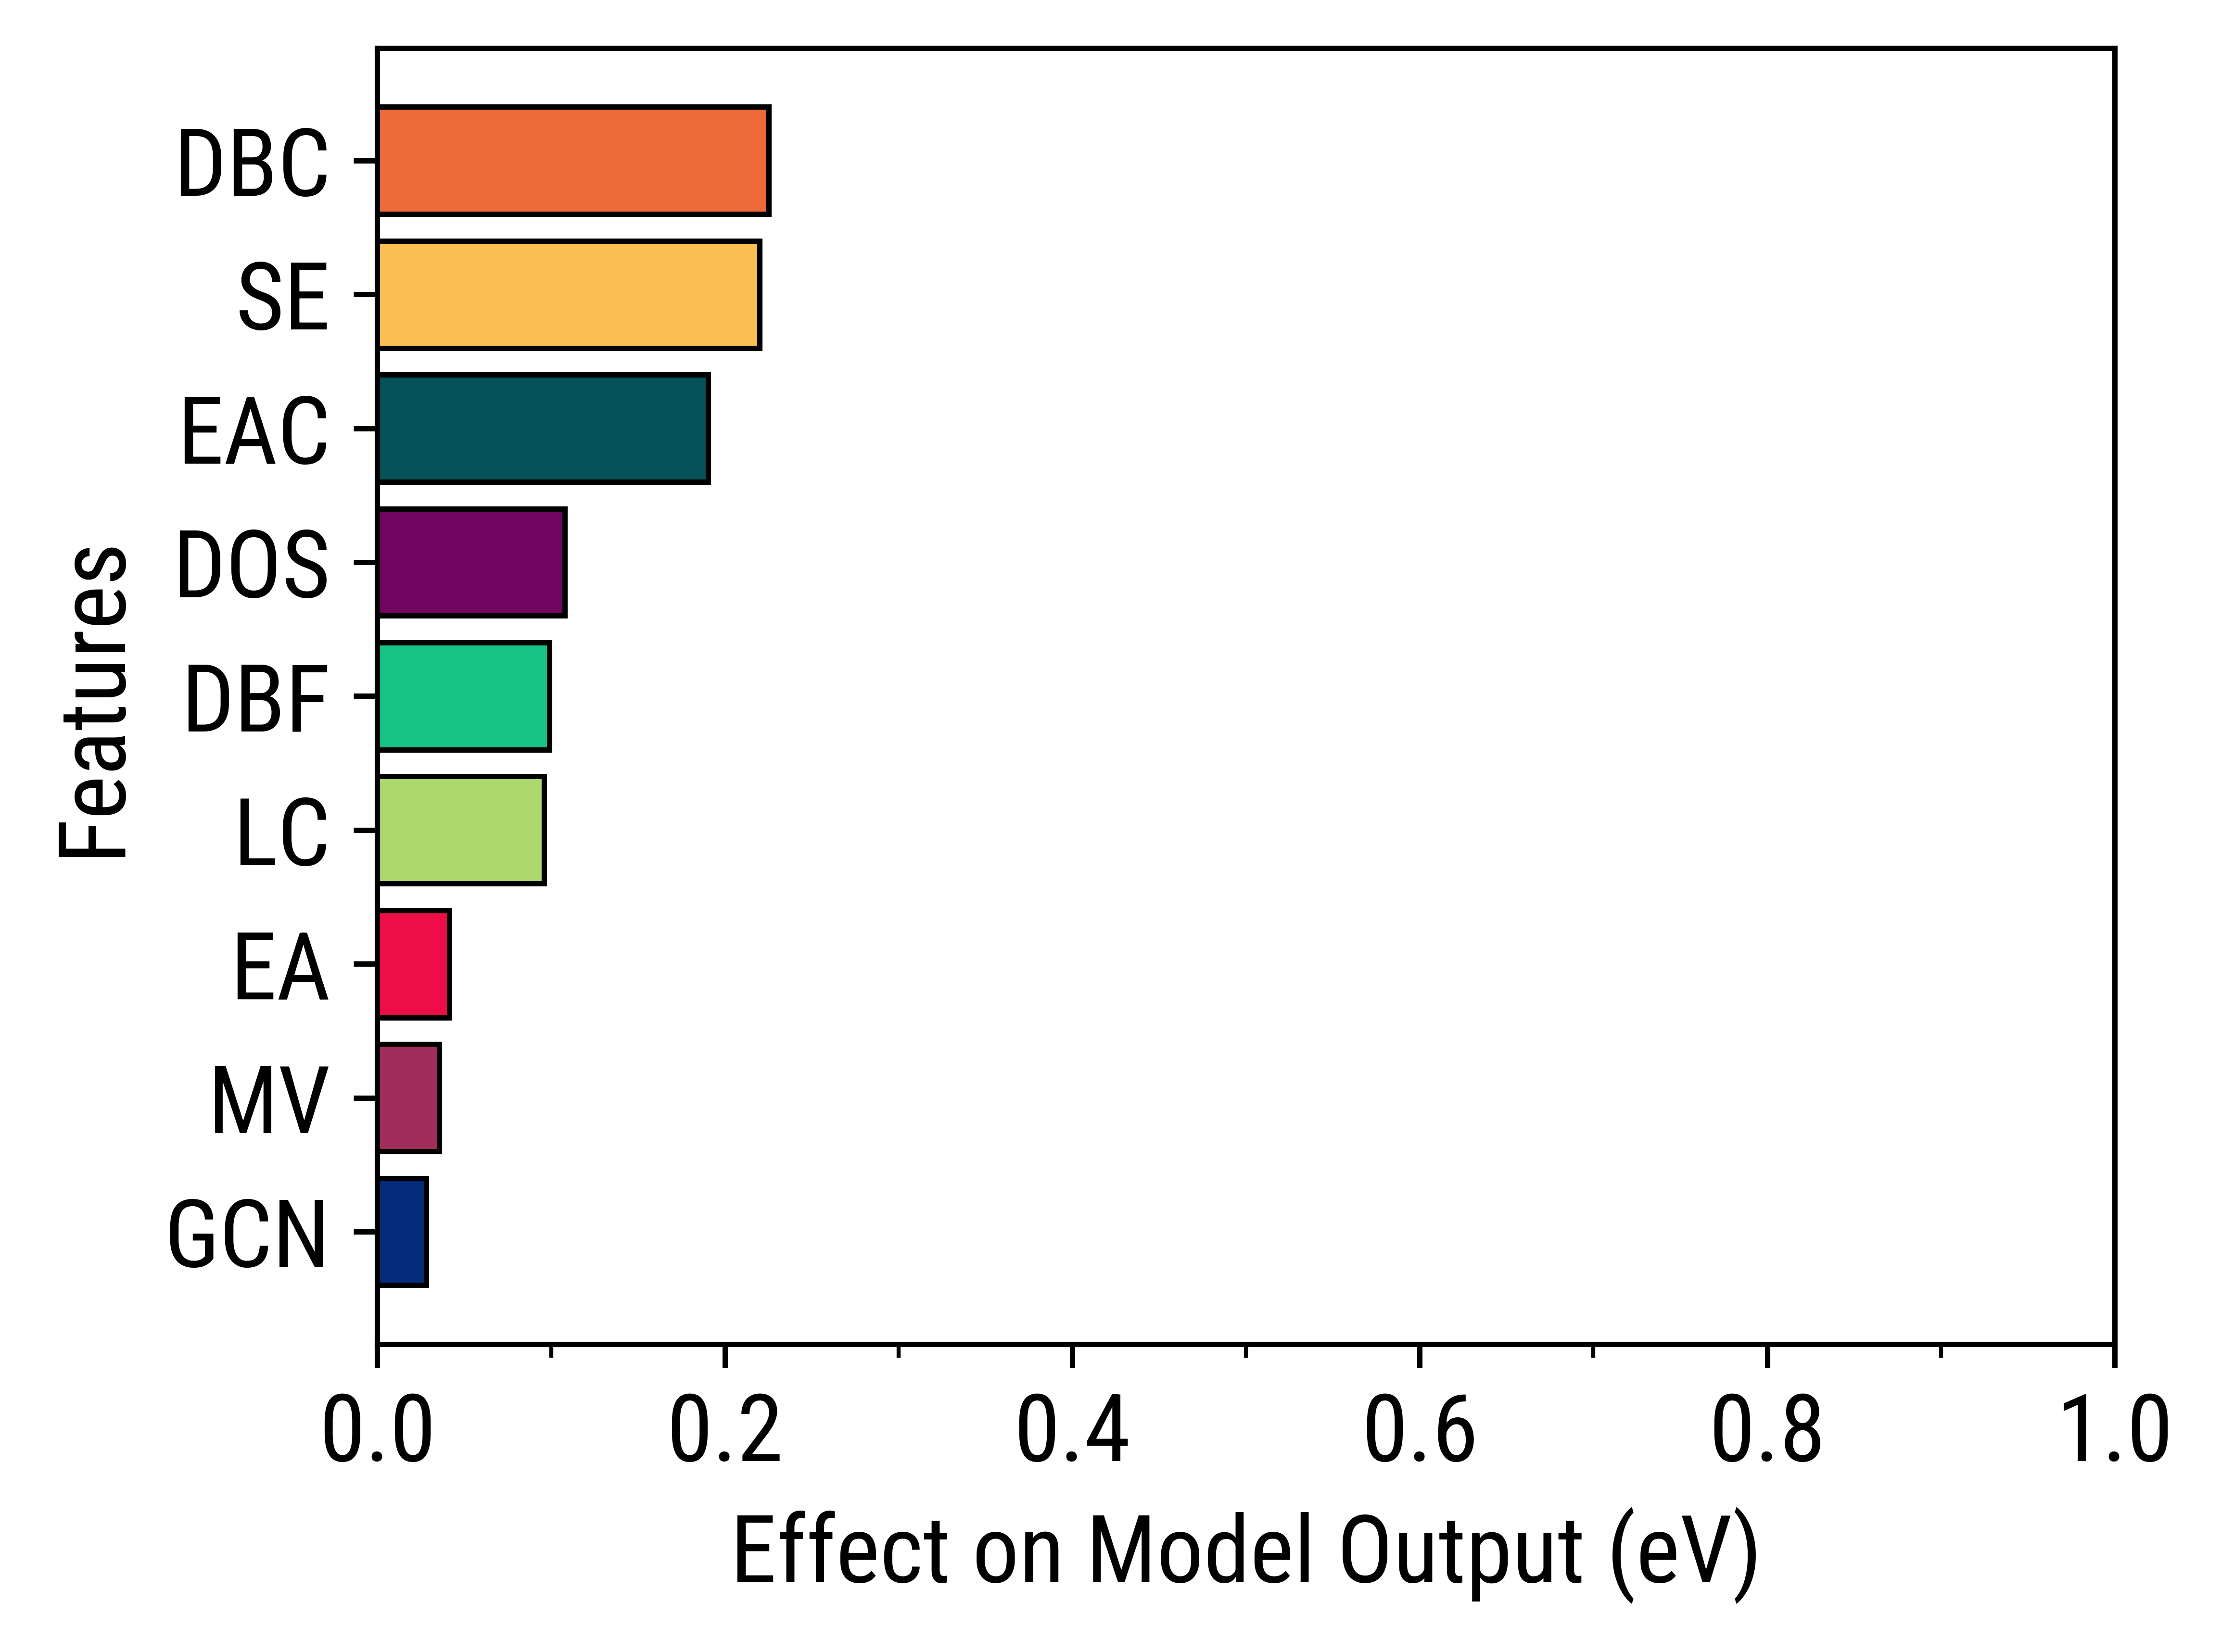 DBC
SE
EAC
DOS
DBF
LC
EA
MV
GCN
Features
0.0 0.2 0.4 0.6 0.8 1.0
Effect on Model Output (eV)